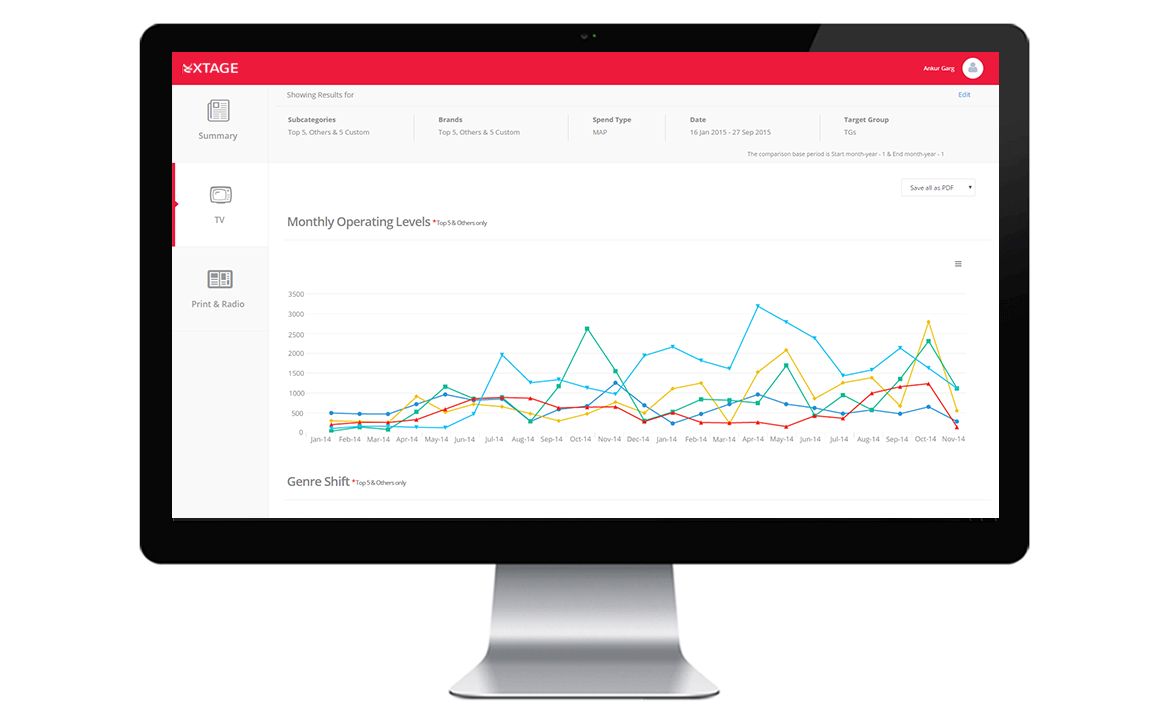 EXTAGE
Ankur Garg
Showing Results for
Edit
Summary
Subcategories
Top 5, Others & 5 Custom
Brands
Top 5, Others & 5 Custom
Spend Type
MAP
Date
16 Jan 2015 - 27 Sep 2015
Target Group
TGs
The comparison base period is Start month-year - 1 & End month-year - 1
TV
Save all as PDF
Monthly Operating Levels *Top 5 & Others only
Print & Radio
3500
3000
2500
2000
1500
1000
500
0
Jan-14 Feb-14 Mar-14 Apr-14 May-14 Jun-14 Jul-14 Aug-14 Sep-14 Oct-14 Nov-14 Dec-14 Jan-14 Feb-14 Mar-14 Apr-14 May-14 Jun-14 Jul-14 Aug-14 Sep-14 Oct-14 Nov-14
Genre Shift *Top 5 & Others only